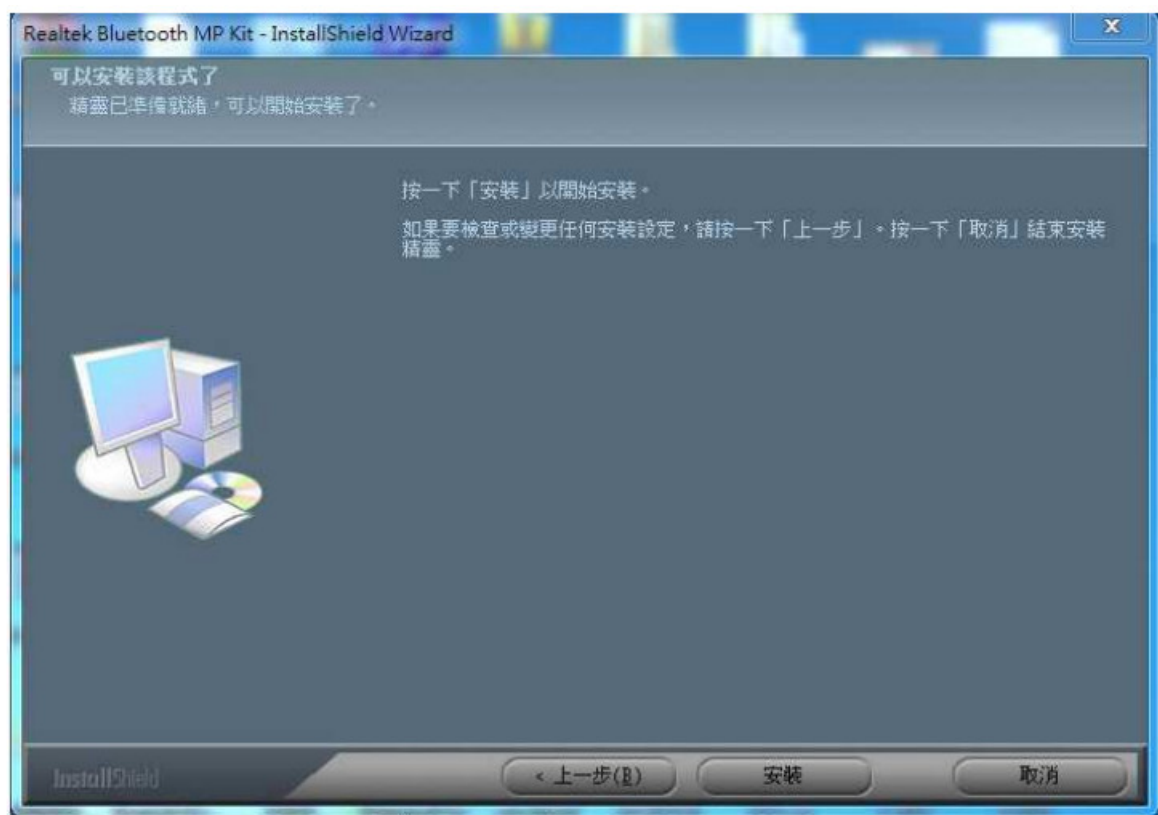 Realtek Bluetooth MP Kit - InstallShield Wizard
可以安裝該程式了
精靈已準備就緒，可以開始安裝了。
按一下「安裝」以開始安裝。
如果要檢查或變更任何安裝設定，請按一下「上一步」。按一下「取消」結束安裝
精靈。
InstallShield
< 上一步(B)
安裝
取消